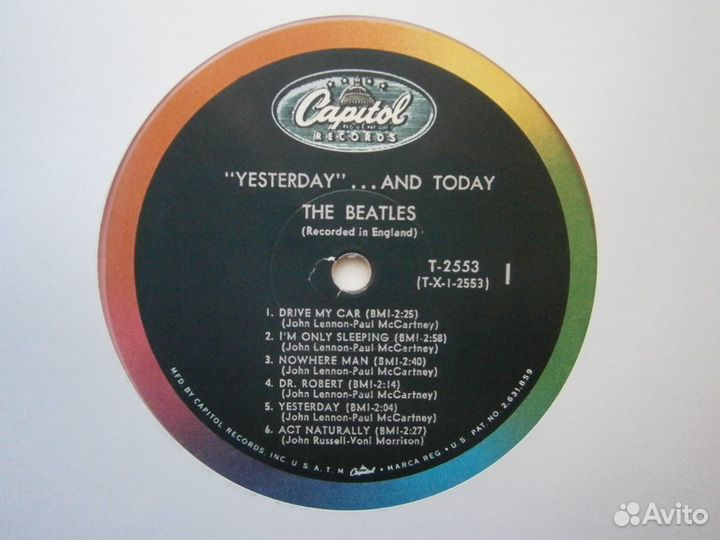 Capitol
RECORDS
"YESTERDAY"...AND TODAY
THE BEATLES
(Recorded in England)
T-2553
(T-X-1-2553)
1
1. DRIVE MY CAR (BMI-2:25)
(John Lennon-Paul McCartney)
2. I'M ONLY SLEEPING (BMI-2:58)
(John Lennon-Paul McCartney)
3. NOWHERE MAN (BMI-2:40)
(John Lennon-Paul McCartney)
4. DR. ROBERT (BMI-2:14)
(John Lennon-Paul McCartney)
5. YESTERDAY (BMI-2:04)
(John Lennon-Paul McCartney)
6. ACT NATURALLY (BMI-2:27)
(John Russell-Voni Morrison)
MFD. BY CAPITOL RECORDS, INC. U.S.A. T.M. Capitol • MARCA REG. • U.S. PAT. NO. 2,631,859
Avito